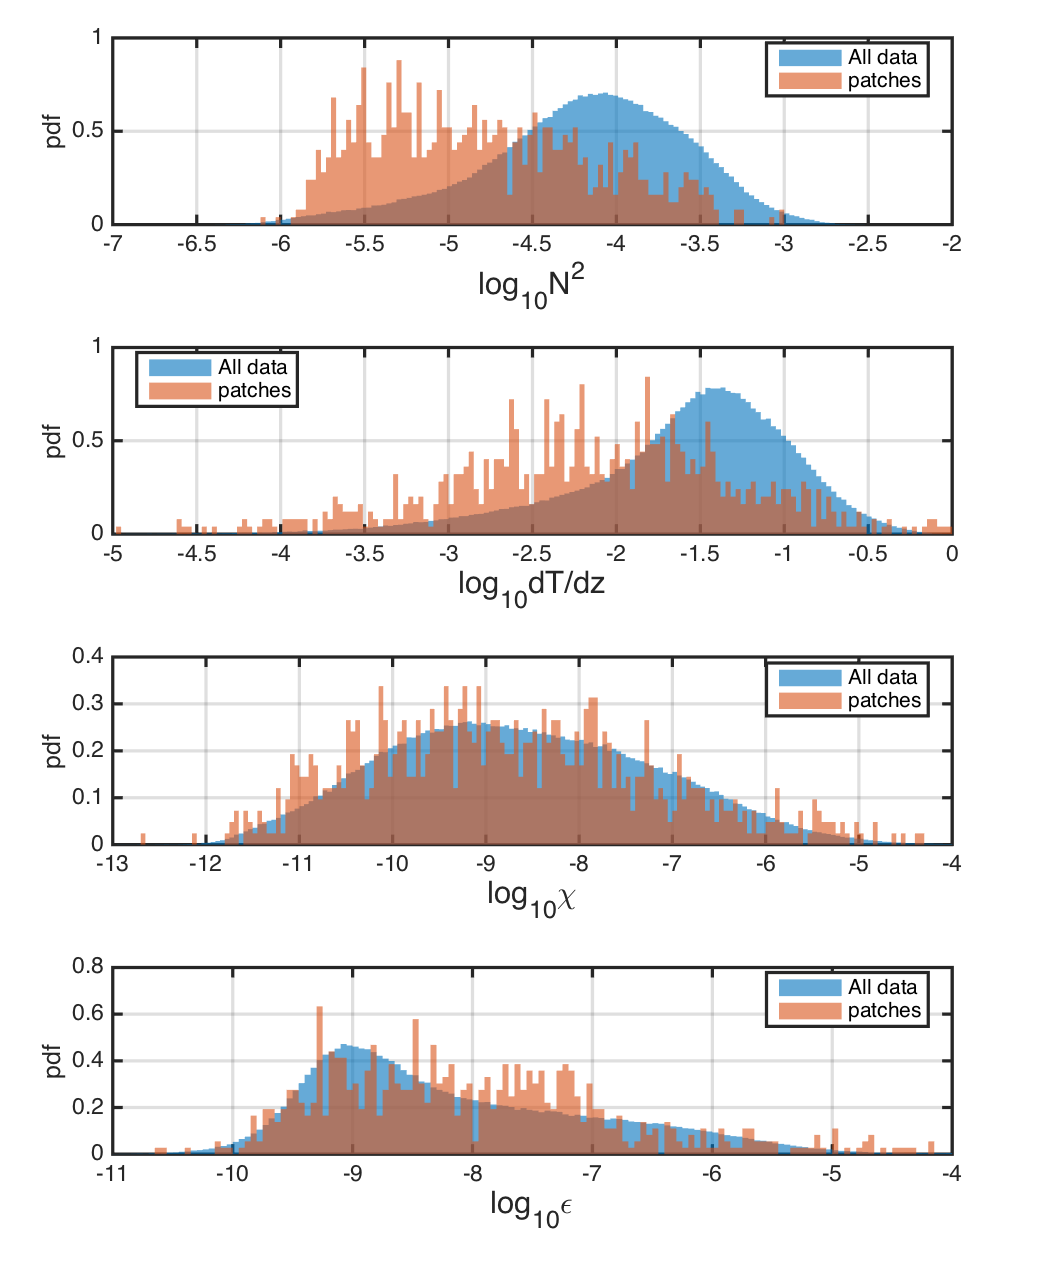 1
0.5
0
pdf
All data
patches
-7 -6.5 -6 -5.5 -5 -4.5 -4 -3.5 -3 -2.5 -2
log10N2
1
0.5
0
pdf
All data
patches
-5 -4.5 -4 -3.5 -3 -2.5 -2 -1.5 -1 -0.5 0
log10dT/dz
0.4
0.3
0.2
0.1
0
pdf
All data
patches
-13 -12 -11 -10 -9 -8 -7 -6 -5 -4
log10χ
0.8
0.6
0.4
0.2
0
pdf
All data
patches
-11 -10 -9 -8 -7 -6 -5 -4
log10ϵ